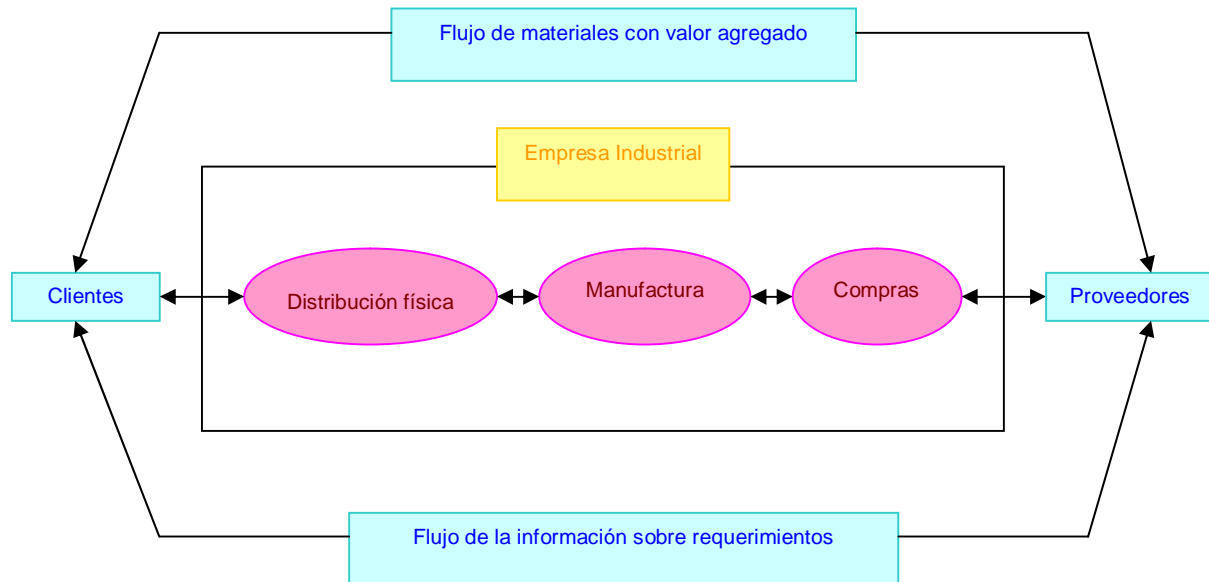 Flujo de materiales con valor agregado
Empresa Industrial
Clientes
Distribución física
Manufactura
Compras
Proveedores
Flujo de la información sobre requerimientos